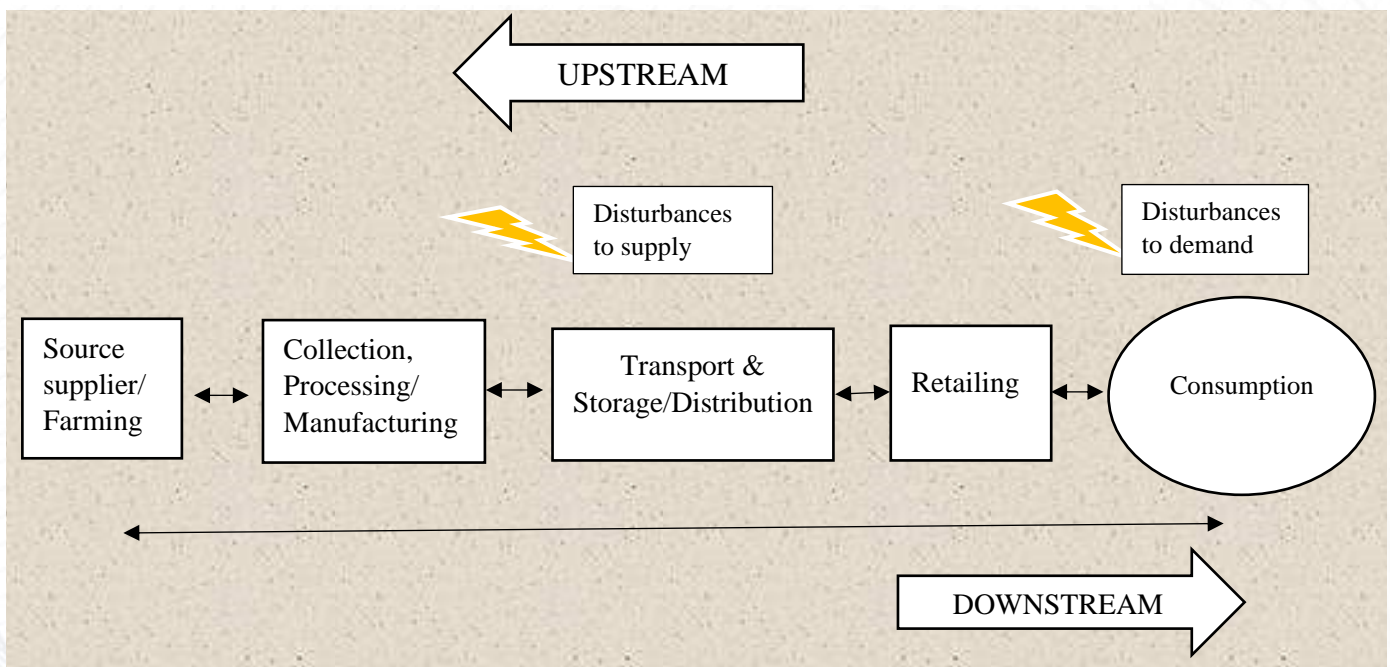 UPSTREAM
Disturbances
to supply
Disturbances
to demand
Source
supplier/
Farming
Collection,
Processing/
Manufacturing
Transport &
Storage/Distribution
Retailing
Consumption
DOWNSTREAM